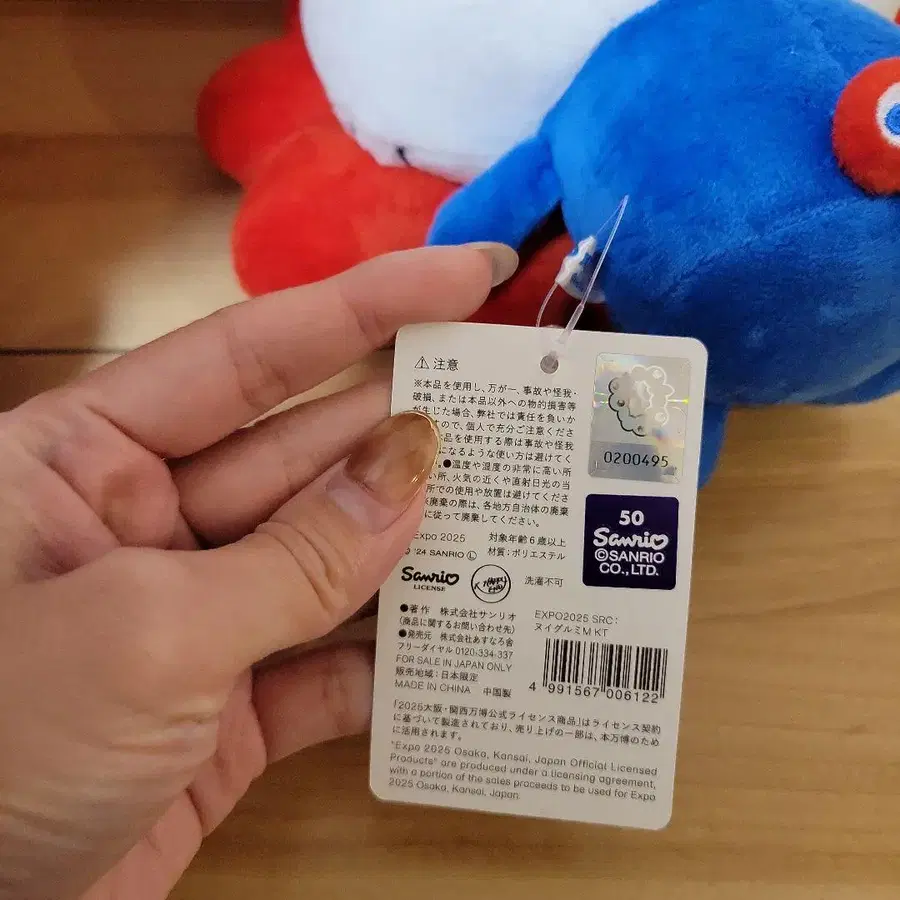 ⚠注意
※本品を使用し、万が一、事故や怪我・
破損、または本品以外への物的損害等
が生じた場合、弊社では責任を負いか
すので、個人で充分ご注意くださ
品を使用する際は事故や怪我
になるような使い方は避けてく
●温度や湿度の非常に高い所
い所、火気の近くや直射日光の当
所での使用や放置は避けてくださ
※廃棄の際は、各地方自治体の廃棄
に従って廃棄してください。
Expo 2025 対象年齢6歳以上
'24 SANRIO Ⓛ 材質:ポリエステル
Sanrio
LICENSE
洗濯不可
●著作 株式会社サンリオ
(商品に関するお問い合わせ先)
●発売元 株式会社あすなろ舎
フリーダイヤル 0120-334-337
FOR SALE IN JAPAN ONLY
販売地域:日本限定
MADE IN CHINA 中国製
0200495
50
Sanrio
©SANRIO
CO.,LTD.
EXPO2025 SRC:
ヌイグルミM KT
4 991567 006122
「2025大阪・関西万博公式ライセンス商品」はライセンス契約
に基づいて製造されており、売り上げの一部は、本万博のため
に活用されます。
"Expo 2025 Osaka, Kansai, Japan Official Licensed
Products" are produced under a licensing agreement,
with a portion of the sales proceeds to be used for Expo
2025 Osaka, Kansai, Japan.